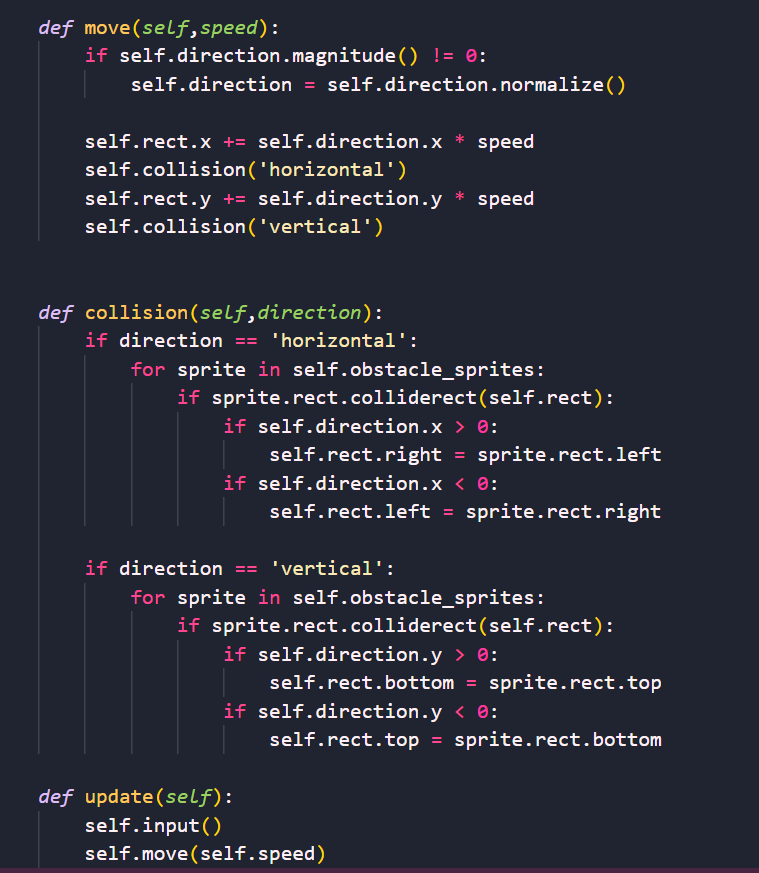 def move(self,speed):
    if self.direction.magnitude() != 0:
        self.direction = self.direction.normalize()

    self.rect.x += self.direction.x * speed
    self.collision('horizontal')
    self.rect.y += self.direction.y * speed
    self.collision('vertical')


def collision(self,direction):
    if direction == 'horizontal':
        for sprite in self.obstacle_sprites:
            if sprite.rect.colliderect(self.rect):
                if self.direction.x > 0:
                    self.rect.right = sprite.rect.left
                if self.direction.x < 0:
                    self.rect.left = sprite.rect.right

    if direction == 'vertical':
        for sprite in self.obstacle_sprites:
            if sprite.rect.colliderect(self.rect):
                if self.direction.y > 0:
                    self.rect.bottom = sprite.rect.top
                if self.direction.y < 0:
                    self.rect.top = sprite.rect.bottom

def update(self):
    self.input()
    self.move(self.speed)